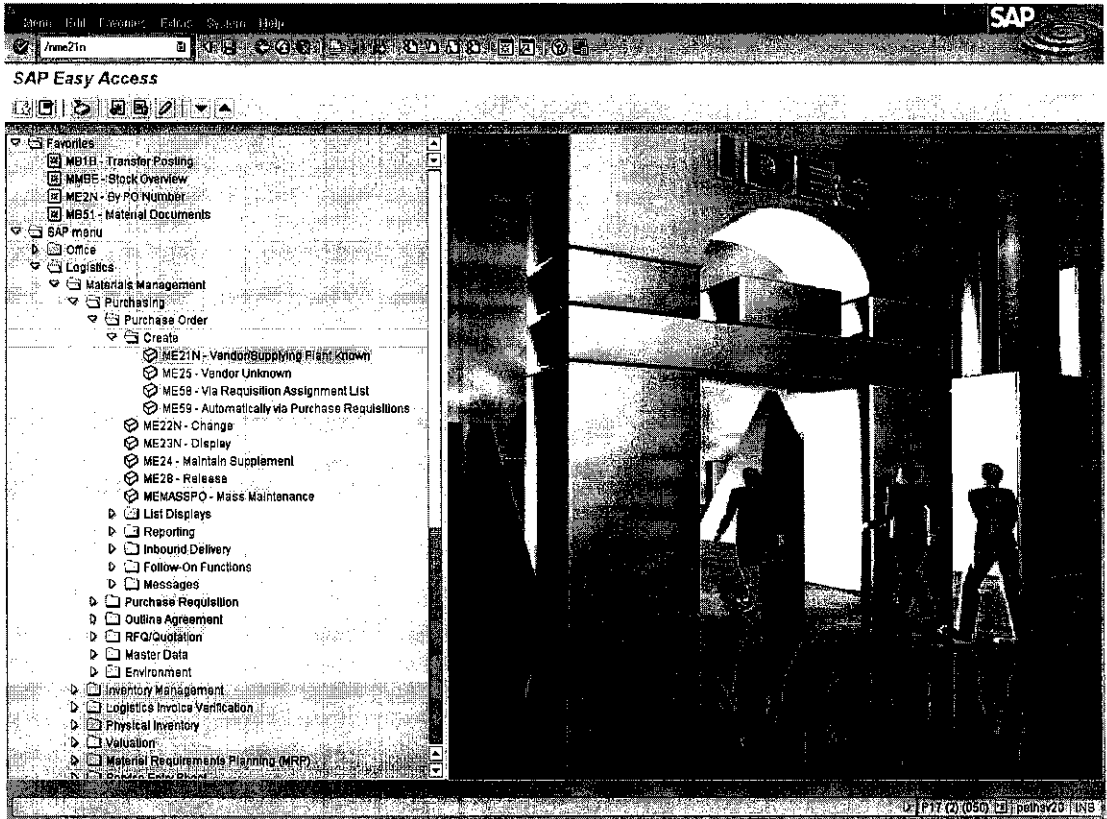 Menu Edit Favorites Extras System Help
SAP
/nme21n /nme
SAP Easy Access
Favorites
MB1B - Transfer Posting
MMBE - Stock Overview
ME2N - By PO Number
MB51 - Material Documents
SAP menu
Office
Logistics
Materials Management
Purchasing
Purchase Order
Create
ME21N - Vendor/Supplying Plant Known
ME25 - Vendor Unknown
ME58 - Via Requisition Assignment List
ME59 - Automatically via Purchase Requisitions
ME22N - Change
ME23N - Display
ME24 - Maintain Supplement
ME28 - Release
MEMASSPO - Mass Maintenance
List Displays
Reporting
Inbound Delivery
Follow-On Functions
Messages
Purchase Requisition
Outline Agreement
RFQ/Quotation
Master Data
Environment
Inventory Management
Logistics Invoice Verification
Physical Inventory
Valuation
Material Requirements Planning (MRP)
INS